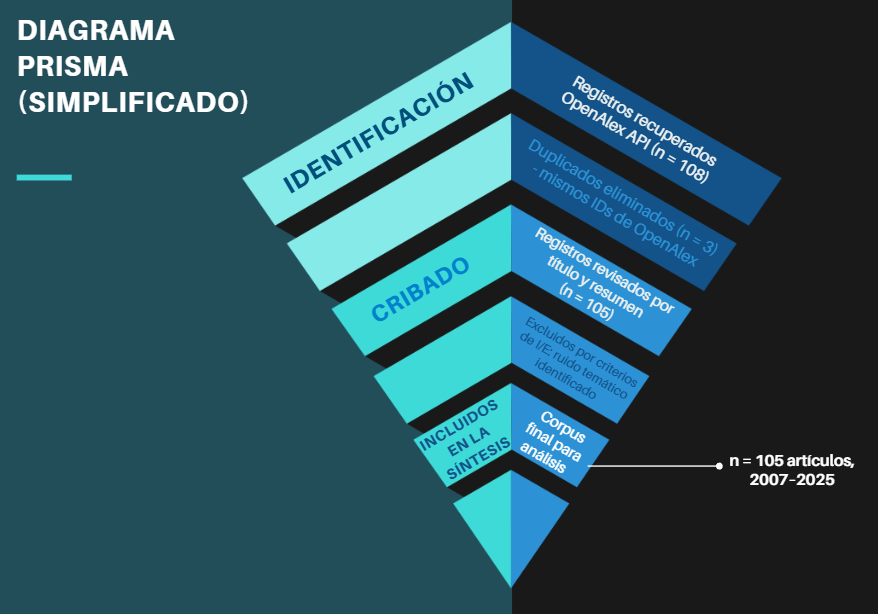 DIAGRAMA
PRISMA
(SIMPLIFICADO)
IDENTIFICACIÓN
Registros recuperados
OpenAlex API (n = 108)
Duplicados eliminados (n = 3)
- mismos IDs de OpenAlex
CRIBADO
Registros revisados por
título y resumen
(n = 105)
Excluidos por criterios
de I/E: ruido temático
identificado
INCLUIDOS
EN LA
SÍNTESIS
Corpus
final para
análisis
n = 105 artículos,
2007-2025